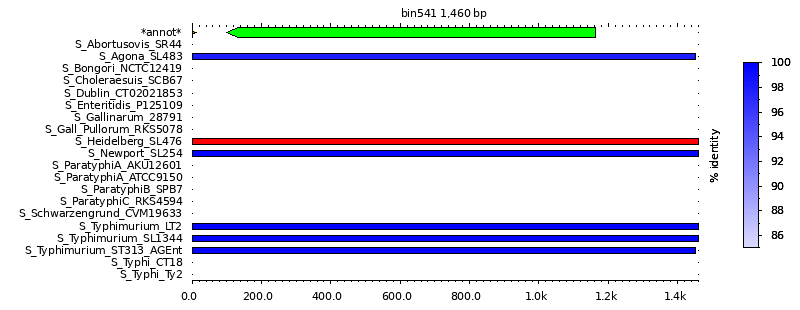 bin541 1,460 bp
*annot*
S_Abortusovis_SR44
S_Agona_SL483
S_Bongori_NCTC12419
S_Choleraesuis_SCB67
S_Dublin_CT02021853
S_Enteritidis_P125109
S_Gallinarum_28791
S_Gall_Pullorum_RKS5078
S_Heidelberg_SL476
S_Newport_SL254
S_ParatyphiA_AKU12601
S_ParatyphiA_ATCC9150
S_ParatyphiB_SPB7
S_ParatyphiC_RKS4594
S_Schwarzengrund_CVM19633
S_Typhimurium_LT2
S_Typhimurium_SL1344
S_Typhimurium_ST313_AGEnt
S_Typhi_CT18
S_Typhi_Ty2
0.0 200.0 400.0 600.0 800.0 1.0k 1.2k 1.4k
% identity
100
98
96
94
92
90
88
86